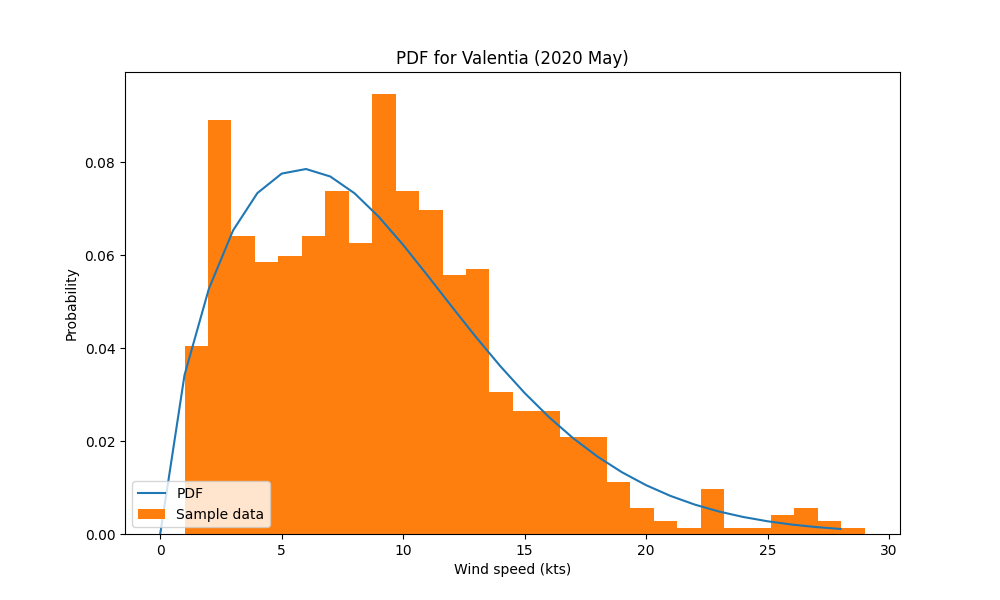 PDF for Valentia (2020 May)
Probability
0.08
0.06
0.04
0.02
0.00
PDF
Sample data
0 5 10 15 20 25 30
Wind speed (kts)